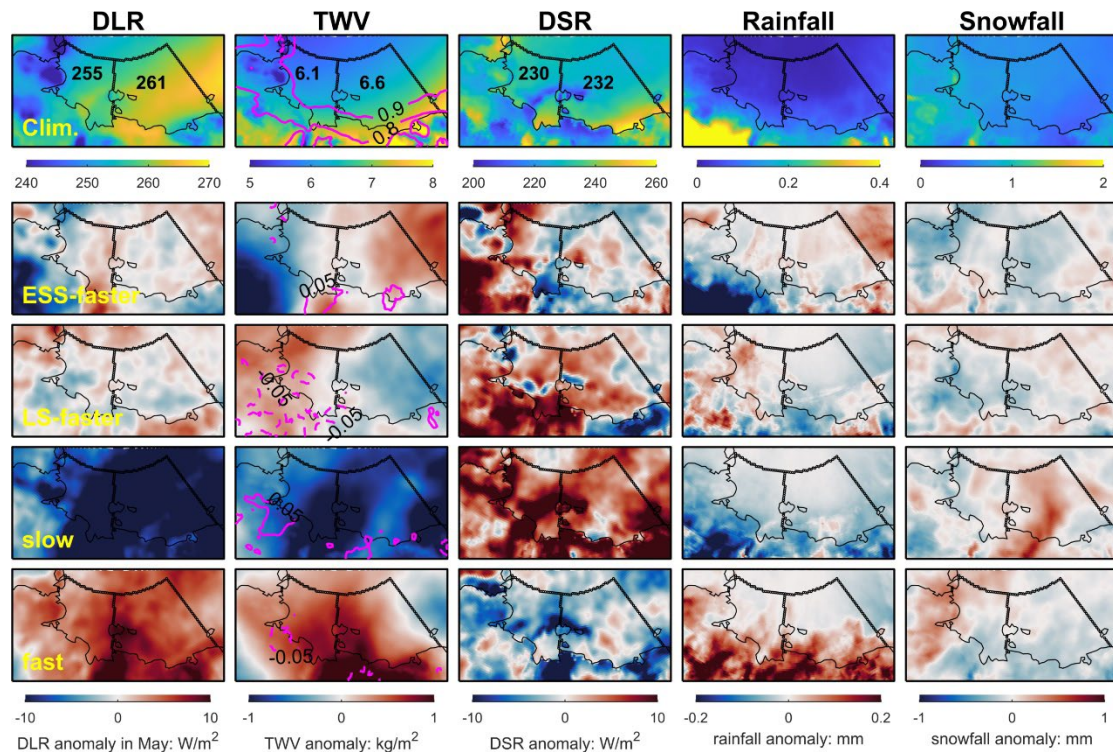 DLR TWV DSR Rainfall Snowfall
255 261 6.1 6.6 230 232
0.9
0.8
Clim.
240 250 260 270 5 6 7 8 200 220 240 260 0 0.2 0.4 0 1 2
0.05
ESS-faster
-0.05
-0.05
LS-faster
-0.05
slow
-0.05
fast
-10 0 10 -1 0 1 -10 0 10 -0.2 0 0.2 -1 0 1
DLR anomaly in May: W/m² TWV anomaly: kg/m² DSR anomaly: W/m² rainfall anomaly: mm snowfall anomaly: mm